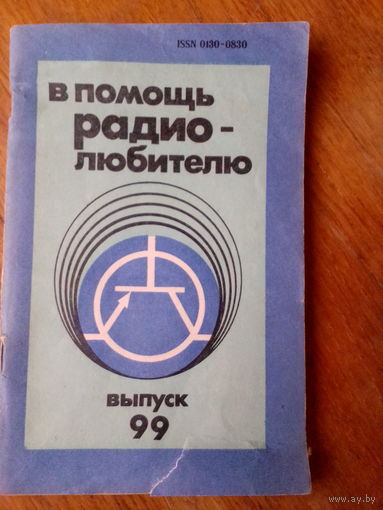 ISSN 0130-0830
В ПОМОЩЬ
РАДИО-
ЛЮБИТЕЛЮ
ВЫПУСК
99
www.ay.by